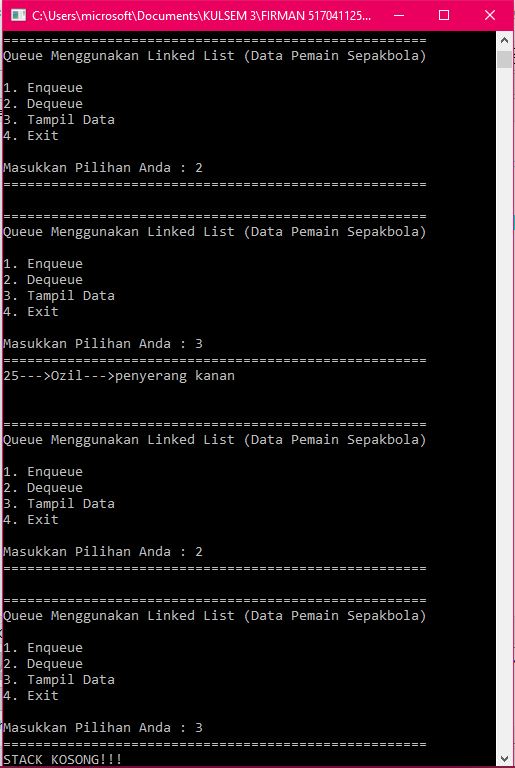 C:\Users\microsoft\Documents\KULSEM 3\FIRMAN 517041125...
=====================================================
Queue Menggunakan Linked List (Data Pemain Sepakbola)
1. Enqueue
2. Dequeue
3. Tampil Data
4. Exit
Masukkan Pilihan Anda : 2
=====================================================
=====================================================
Queue Menggunakan Linked List (Data Pemain Sepakbola)
1. Enqueue
2. Dequeue
3. Tampil Data
4. Exit
Masukkan Pilihan Anda : 3
=====================================================
25--->Ozil--->penyerang kanan
=====================================================
Queue Menggunakan Linked List (Data Pemain Sepakbola)
1. Enqueue
2. Dequeue
3. Tampil Data
4. Exit
Masukkan Pilihan Anda : 2
=====================================================
=====================================================
Queue Menggunakan Linked List (Data Pemain Sepakbola)
1. Enqueue
2. Dequeue
3. Tampil Data
4. Exit
Masukkan Pilihan Anda : 3
=====================================================
STACK KOSONG!!!